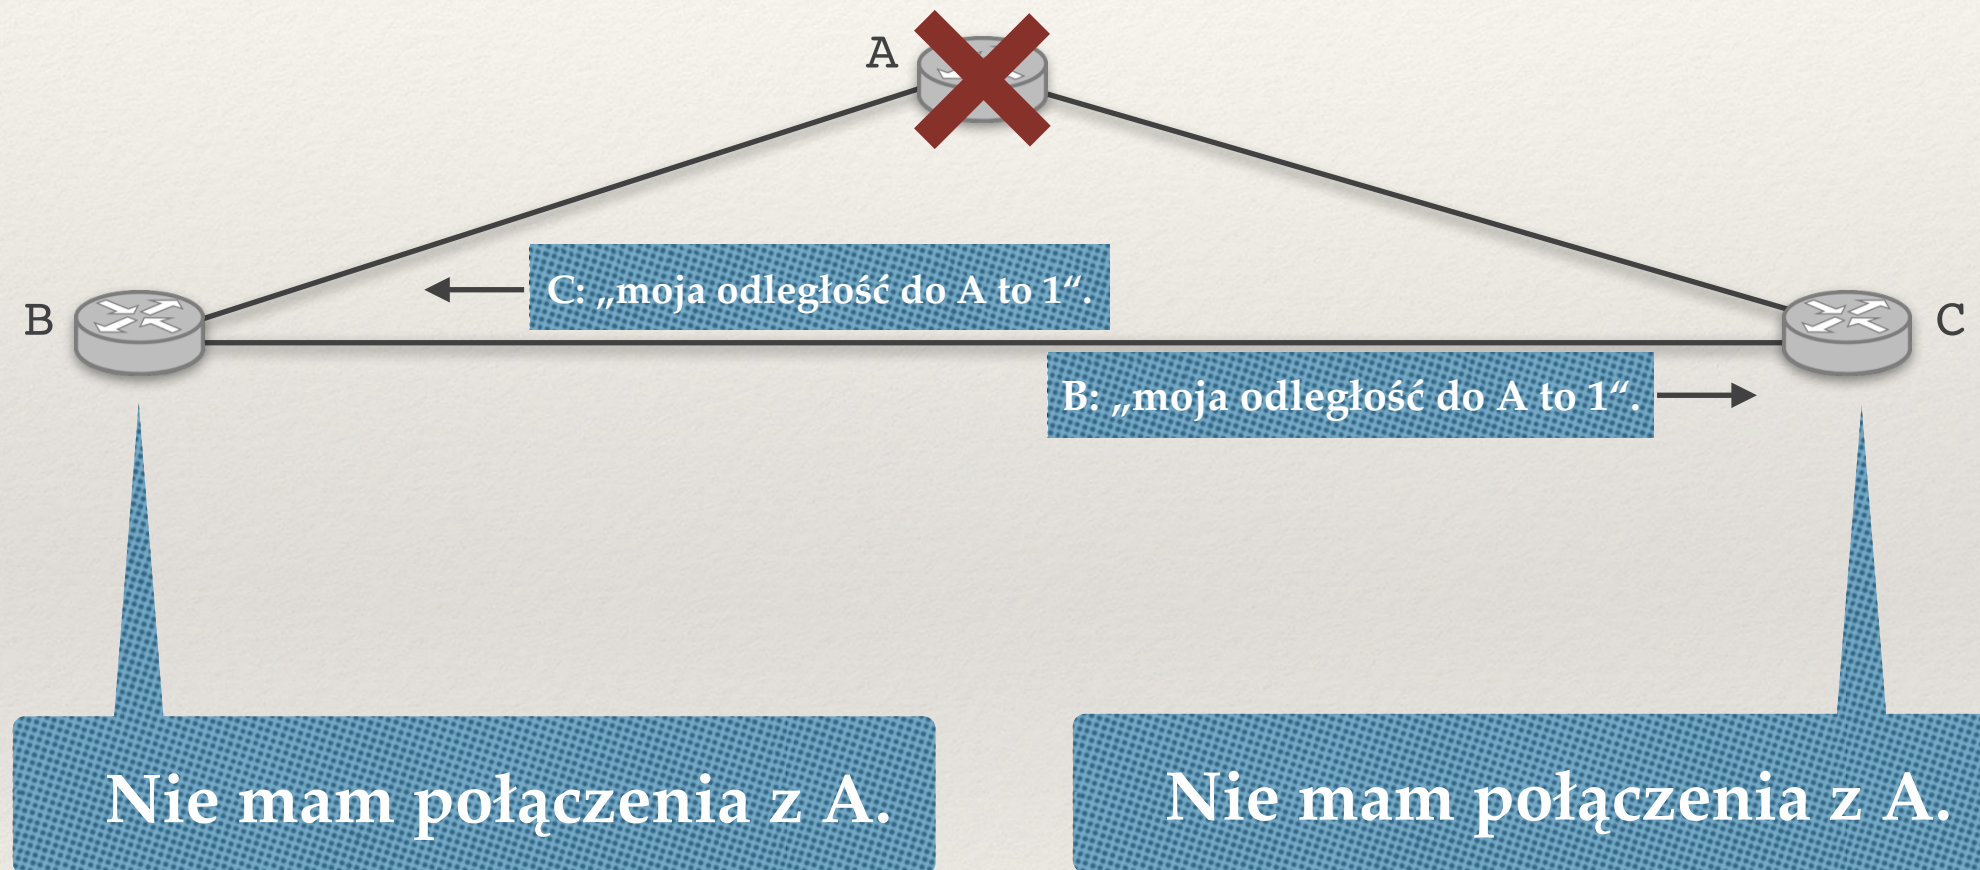 A
C: „moja odległość do A to 1“.
B
C
B: „moja odległość do A to 1“.
Nie mam połączenia z A.
Nie mam połączenia z A.